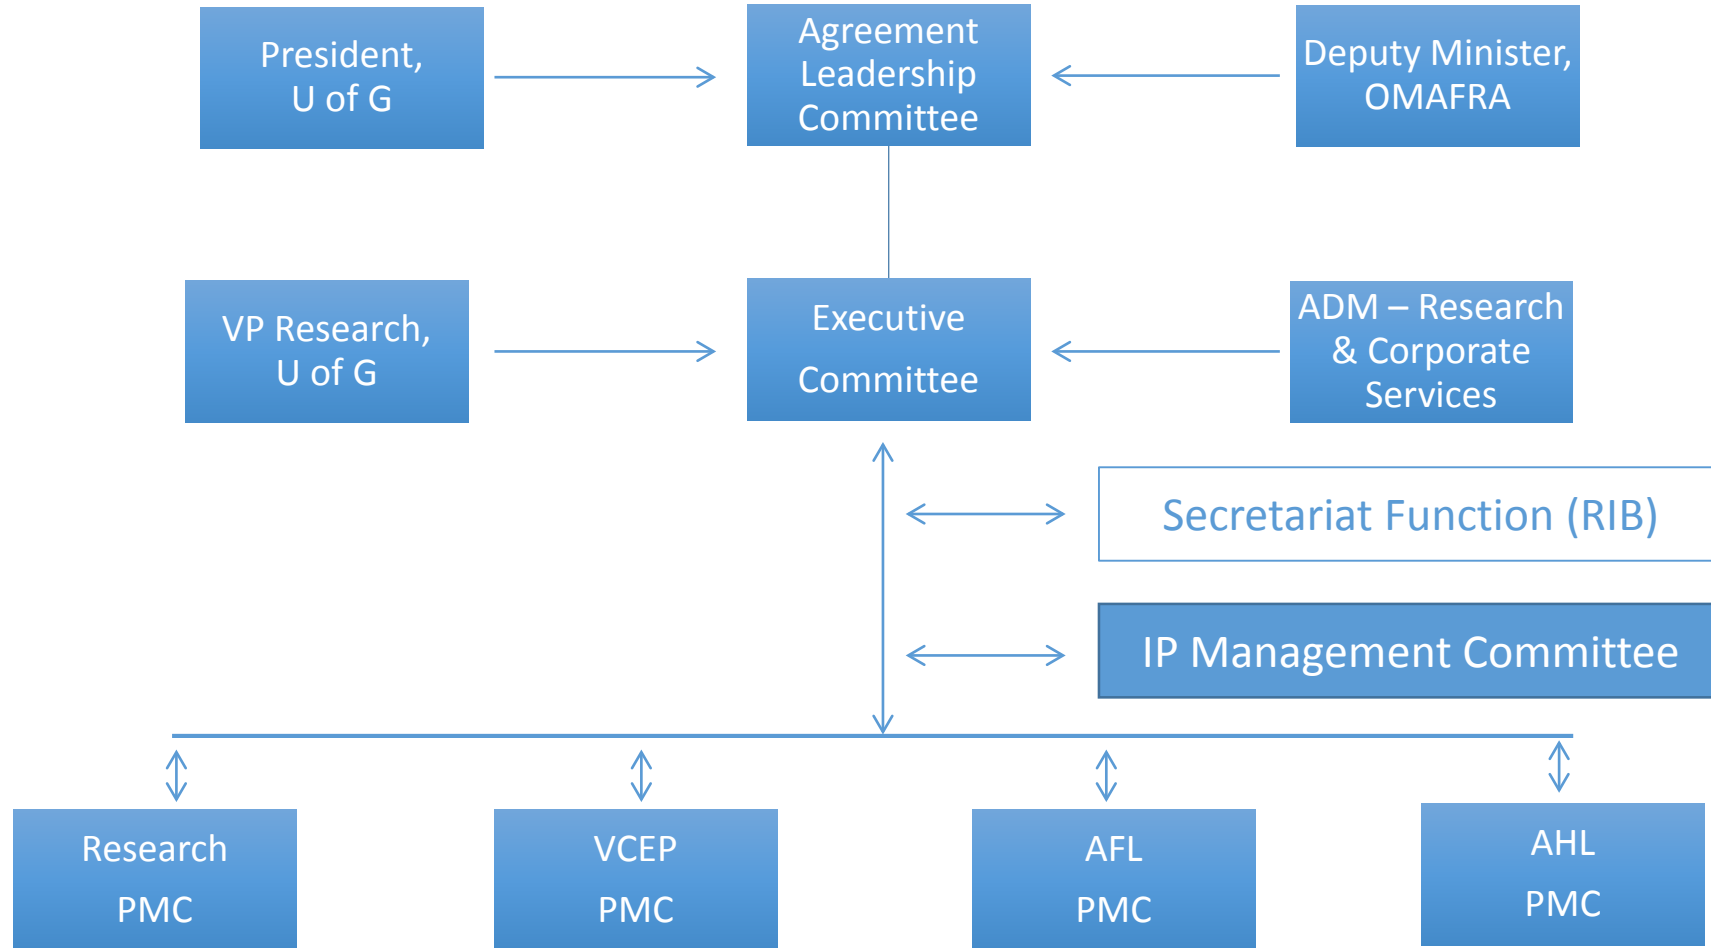 President,
U of G
Agreement
Leadership
Committee
Deputy Minister,
OMAFRA
VP Research,
U of G
Executive
Committee
ADM – Research
& Corporate
Services
Secretariat Function (RIB)
IP Management Committee
Research
PMC
VCEP
PMC
AFL
PMC
AHL
PMC